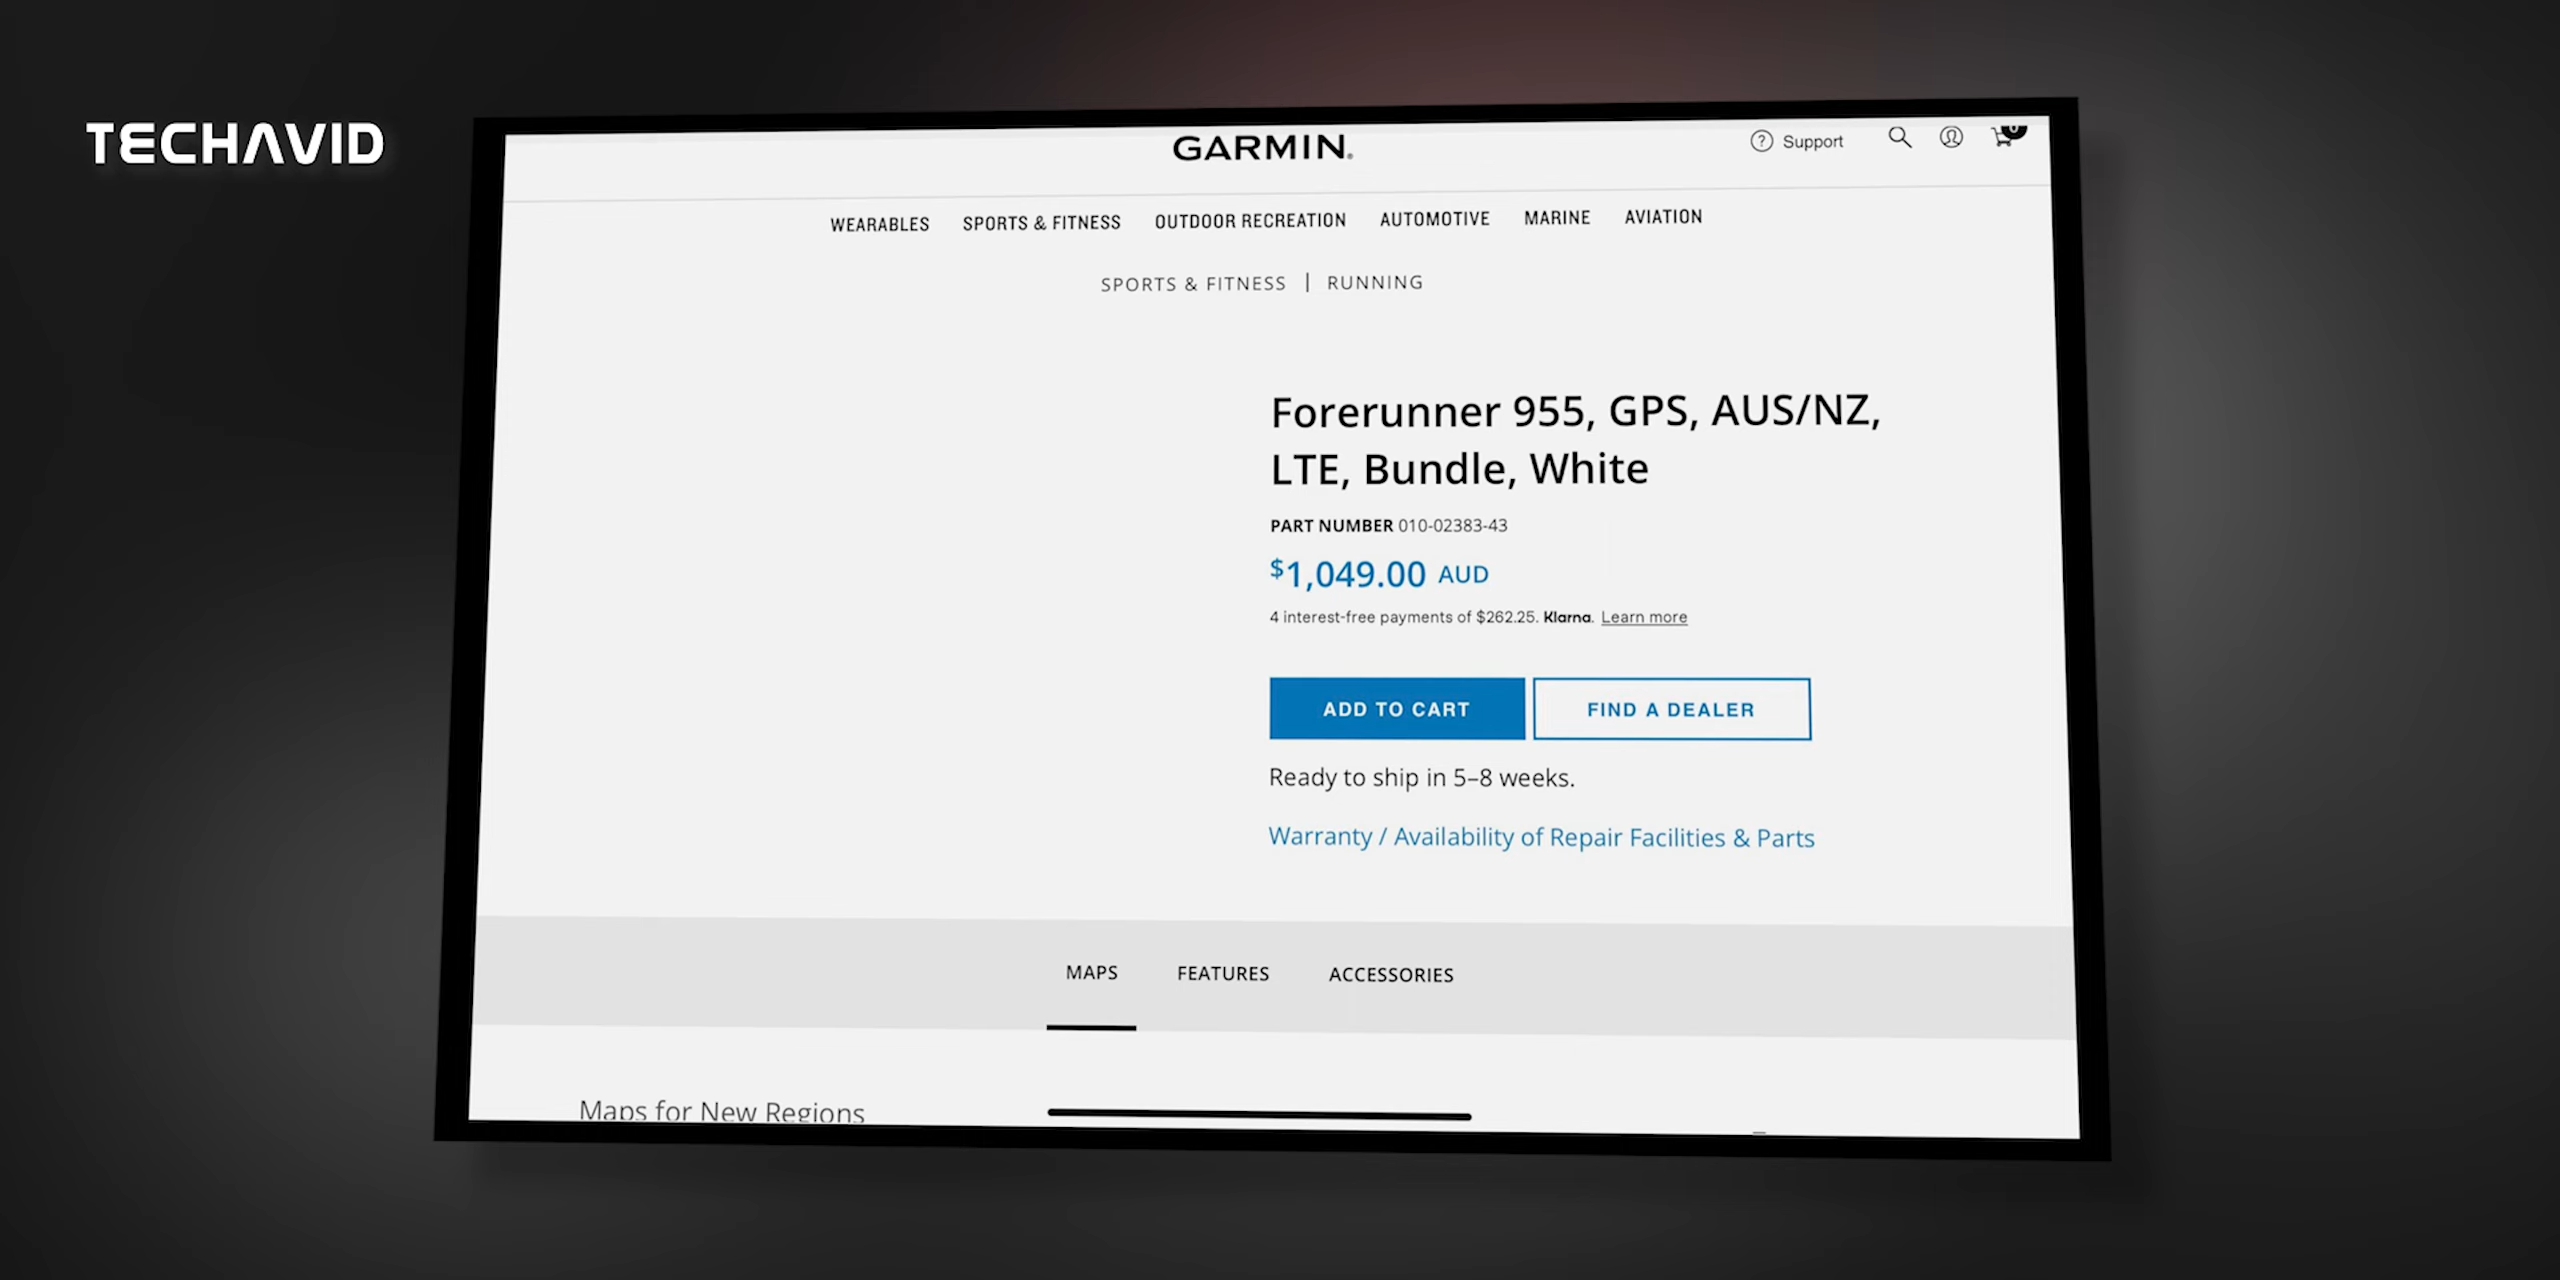 TECHAVID
GARMIN.
Support
0
WEARABLES SPORTS & FITNESS OUTDOOR RECREATION AUTOMOTIVE MARINE AVIATION
SPORTS & FITNESS | RUNNING
Forerunner 955, GPS, AUS/NZ,
LTE, Bundle, White
PART NUMBER 010-02383-43
$1,049.00 AUD
4 interest-free payments of $262.25. Klarna. Learn more
ADD TO CART FIND A DEALER
Ready to ship in 5–8 weeks.
Warranty / Availability of Repair Facilities & Parts
MAPS FEATURES ACCESSORIES
Maps for New Regions